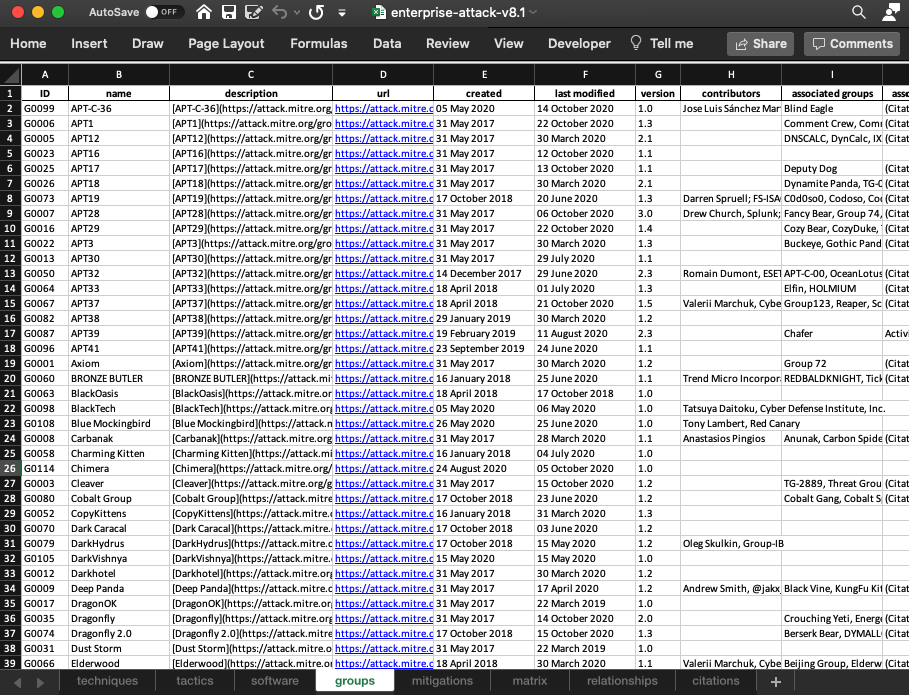 AutoSave OFF enterprise-attack-v8.1
Home Insert Draw Page Layout Formulas Data Review View Developer Tell me Share Comments
A B C D E F G H I
1 ID name description url created last modified version contributors associated groups asso
2 G0099 APT-C-36 [APT-C-36](https://attack.mitre.org https://attack.mitre.c 05 May 2020 14 October 2020 1.0 Jose Luis Sánchez Mar Blind Eagle
3 G0006 APT1 [APT1](https://attack.mitre.org/gro https://attack.mitre.c 31 May 2017 22 October 2020 1.3 Comment Crew, Com (Citat
4 G0005 APT12 [APT12](https://attack.mitre.org/gr https://attack.mitre.c 31 May 2017 30 March 2020 2.1 DNSCALC, DynCalc, IX (Citat
5 G0023 APT16 [APT16](https://attack.mitre.org/gr https://attack.mitre.c 31 May 2017 12 October 2020 1.1
6 G0025 APT17 [APT17](https://attack.mitre.org/gr https://attack.mitre.c 31 May 2017 13 October 2020 1.1 Deputy Dog (Citat
7 G0026 APT18 [APT18](https://attack.mitre.org/gr https://attack.mitre.c 31 May 2017 30 March 2020 2.1 Dynamite Panda, TG-0 (Citat
8 G0073 APT19 [APT19](https://attack.mitre.org/gr https://attack.mitre.c 17 October 2018 20 June 2020 1.3 Darren Spruell; FS-ISA C0d0so0, Codoso, Co (Citat
9 G0007 APT28 [APT28](https://attack.mitre.org/gr https://attack.mitre.c 31 May 2017 06 October 2020 3.0 Drew Church, Splunk; Fancy Bear, Group 74, (Citat
10 G0016 APT29 [APT29](https://attack.mitre.org/gr https://attack.mitre.c 31 May 2017 22 October 2020 1.4 Cozy Bear, CozyDuke, (Citat
11 G0022 APT3 [APT3](https://attack.mitre.org/gro https://attack.mitre.c 31 May 2017 30 March 2020 1.3 Buckeye, Gothic Pand (Citat
12 G0013 APT30 [APT30](https://attack.mitre.org/gr https://attack.mitre.c 31 May 2017 29 July 2020 1.1
13 G0050 APT32 [APT32](https://attack.mitre.org/gr https://attack.mitre.c 14 December 2017 29 June 2020 2.3 Romain Dumont, ESET APT-C-00, OceanLotus (Citat
14 G0064 APT33 [APT33](https://attack.mitre.org/gr https://attack.mitre.c 18 April 2018 01 July 2020 1.3 Elfin, HOLMIUM (Citat
15 G0067 APT37 [APT37](https://attack.mitre.org/gr https://attack.mitre.c 18 April 2018 21 October 2020 1.5 Valerii Marchuk, Cybe Group123, Reaper, Sc (Citat
16 G0082 APT38 [APT38](https://attack.mitre.org/gr https://attack.mitre.c 29 January 2019 30 March 2020 1.2
17 G0087 APT39 [APT39](https://attack.mitre.org/gr https://attack.mitre.c 19 February 2019 11 August 2020 2.3 Chafer Activi
18 G0096 APT41 [APT41](https://attack.mitre.org/gr https://attack.mitre.c 23 September 2019 24 June 2020 1.1
19 G0001 Axiom [Axiom](https://attack.mitre.org/gr https://attack.mitre.c 31 May 2017 30 March 2020 1.2 Group 72 (Citat
20 G0060 BRONZE BUTLER [BRONZE BUTLER](https://attack.mi https://attack.mitre.c 16 January 2018 25 June 2020 1.1 Trend Micro Incorpor REDBALDKNIGHT, Tick (Citat
21 G0063 BlackOasis [BlackOasis](https://attack.mitre.or https://attack.mitre.c 18 April 2018 17 October 2018 1.0
22 G0098 BlackTech [BlackTech](https://attack.mitre.org https://attack.mitre.c 05 May 2020 06 May 2020 1.0 Tatsuya Daitoku, Cyber Defense Institute, Inc.
23 G0108 Blue Mockingbird [Blue Mockingbird](https://attack.m https://attack.mitre.c 26 May 2020 25 June 2020 1.0 Tony Lambert, Red Canary
24 G0008 Carbanak [Carbanak](https://attack.mitre.org https://attack.mitre.c 31 May 2017 28 March 2020 1.1 Anastasios Pingios Anunak, Carbon Spide (Citat
25 G0058 Charming Kitten [Charming Kitten](https://attack.mi https://attack.mitre.c 16 January 2018 04 July 2020 1.0
26 G0114 Chimera [Chimera](https://attack.mitre.org/ https://attack.mitre.c 24 August 2020 05 October 2020 1.0
27 G0003 Cleaver [Cleaver](https://attack.mitre.org/g https://attack.mitre.c 31 May 2017 15 October 2020 1.2 TG-2889, Threat Grou (Citat
28 G0080 Cobalt Group [Cobalt Group](https://attack.mitre https://attack.mitre.c 17 October 2018 23 June 2020 1.2 Cobalt Gang, Cobalt S (Citat
29 G0052 CopyKittens [CopyKittens](https://attack.mitre.c https://attack.mitre.c 16 January 2018 31 March 2020 1.3
30 G0070 Dark Caracal [Dark Caracal](https://attack.mitre. https://attack.mitre.c 17 October 2018 03 June 2020 1.2
31 G0079 DarkHydrus [DarkHydrus](https://attack.mitre.c https://attack.mitre.c 17 October 2018 15 May 2020 1.2 Oleg Skulkin, Group-IB
32 G0105 DarkVishnya [DarkVishnya](https://attack.mitre. https://attack.mitre.c 15 May 2020 15 May 2020 1.0
33 G0012 Darkhotel [Darkhotel](https://attack.mitre.org https://attack.mitre.c 31 May 2017 30 March 2020 1.2
34 G0009 Deep Panda [Deep Panda](https://attack.mitre.c https://attack.mitre.c 31 May 2017 17 April 2020 1.2 Andrew Smith, @jakx_ Black Vine, KungFu Kit (Citat
35 G0017 DragonOK [DragonOK](https://attack.mitre.or https://attack.mitre.c 31 May 2017 22 March 2019 1.0
36 G0035 Dragonfly [Dragonfly](https://attack.mitre.org https://attack.mitre.c 31 May 2017 14 October 2020 2.0 Crouching Yeti, Energe (Citat
37 G0074 Dragonfly 2.0 [Dragonfly 2.0](https://attack.mitre https://attack.mitre.c 17 October 2018 15 October 2020 1.3 Berserk Bear, DYMALL (Citat
38 G0031 Dust Storm [Dust Storm](https://attack.mitre.o https://attack.mitre.c 31 May 2017 22 March 2019 1.0
39 G0066 Elderwood [Elderwood](https://attack.mitre.or https://attack.mitre.c 18 April 2018 30 March 2020 1.1 Valerii Marchuk, Cybe Beijing Group, Elderw (Citat
techniques tactics software groups mitigations matrix relationships citations +